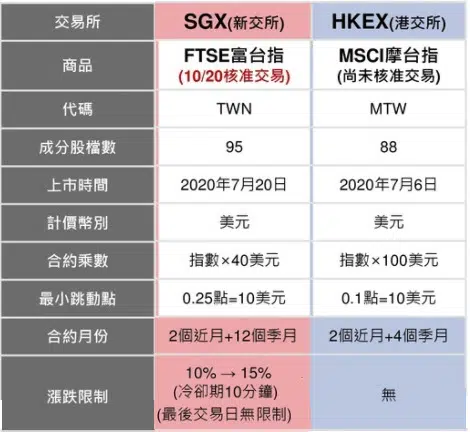 交易所 SGX(新交所) HKEX(港交所)
商品 FTSE富台指 (10/20核准交易) MSCI摩台指 (尚未核准交易)
代碼 TWN MTW
成分股檔數 95 88
上市時間 2020年7月20日 2020年7月6日
計價幣別 美元 美元
合約乘數 指數×40美元 指數×100美元
最小跳動點 0.25點=10美元 0.1點=10美元
合約月份 2個近月+12個季月 2個近月+4個季月
漲跌限制 10% → 15% (冷卻期10分鐘) (最後交易日無限制) 無